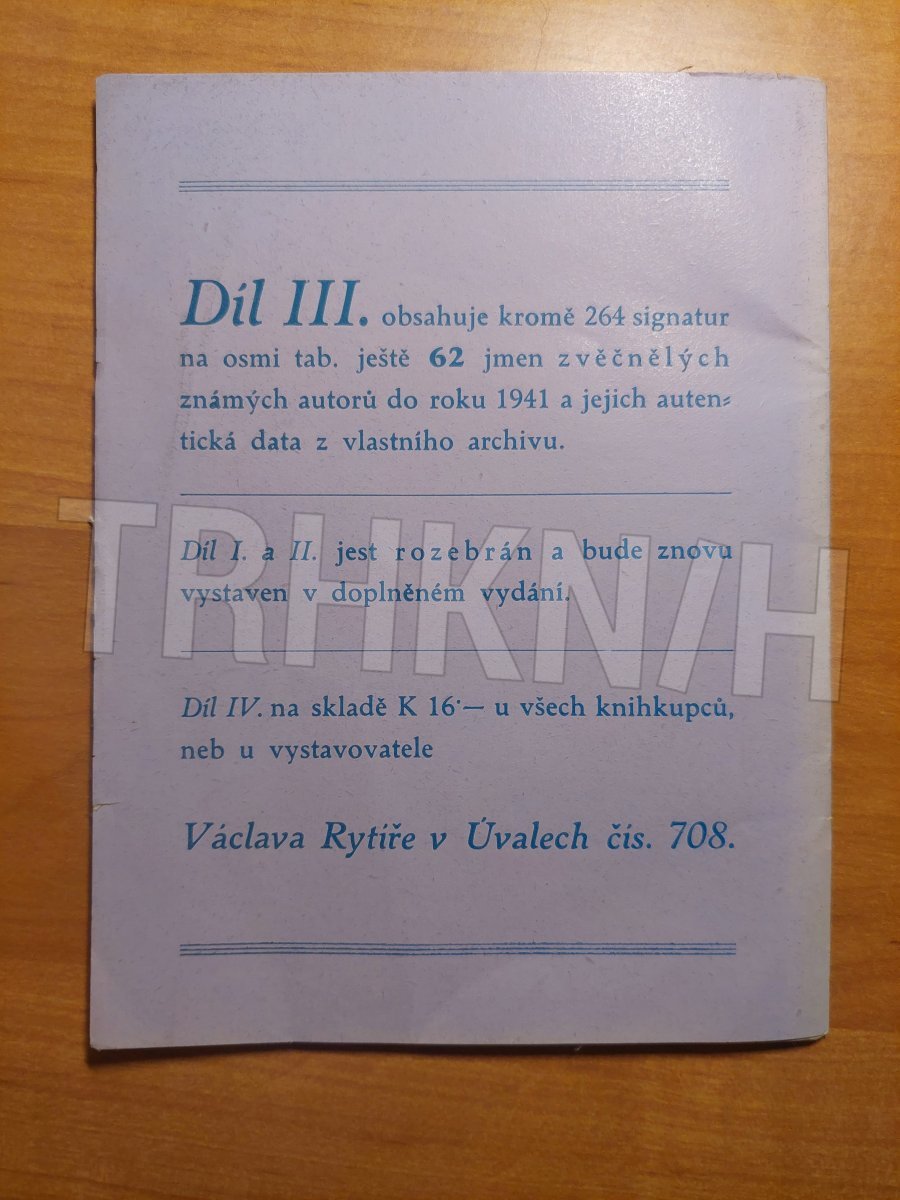 Díl III. obsahuje kromě 264 signatur
na osmi tab. ještě 62 jmen zvěčnělých
známých autorů do roku 1941 a jejich auten-
tická data z vlastního archivu.
Díl I. a II. jest rozebrán a bude znovu
vystaven v doplněném vydání.
Díl IV. na skladě K 16·— u všech knihkupců,
neb u vystavovatele
Václava Rytíře v Úvalech čís. 708.
TRHKNIH